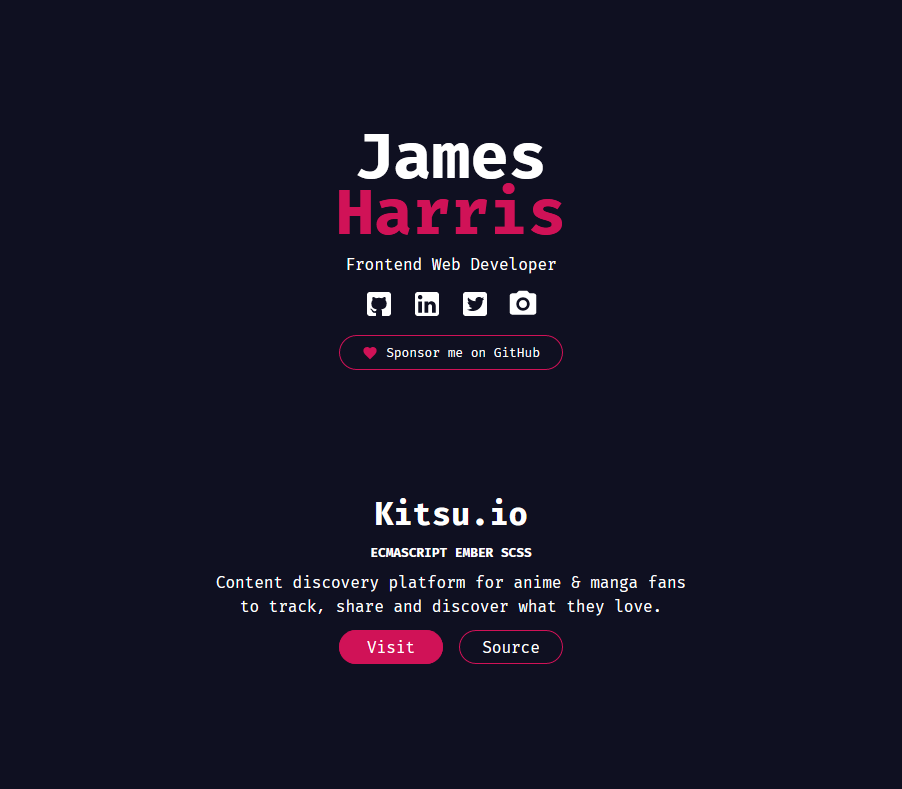 James
Harris
Frontend Web Developer
Sponsor me on GitHub
Kitsu.io
ECMASCRIPT EMBER SCSS
Content discovery platform for anime & manga fans
to track, share and discover what they love.
Visit Source